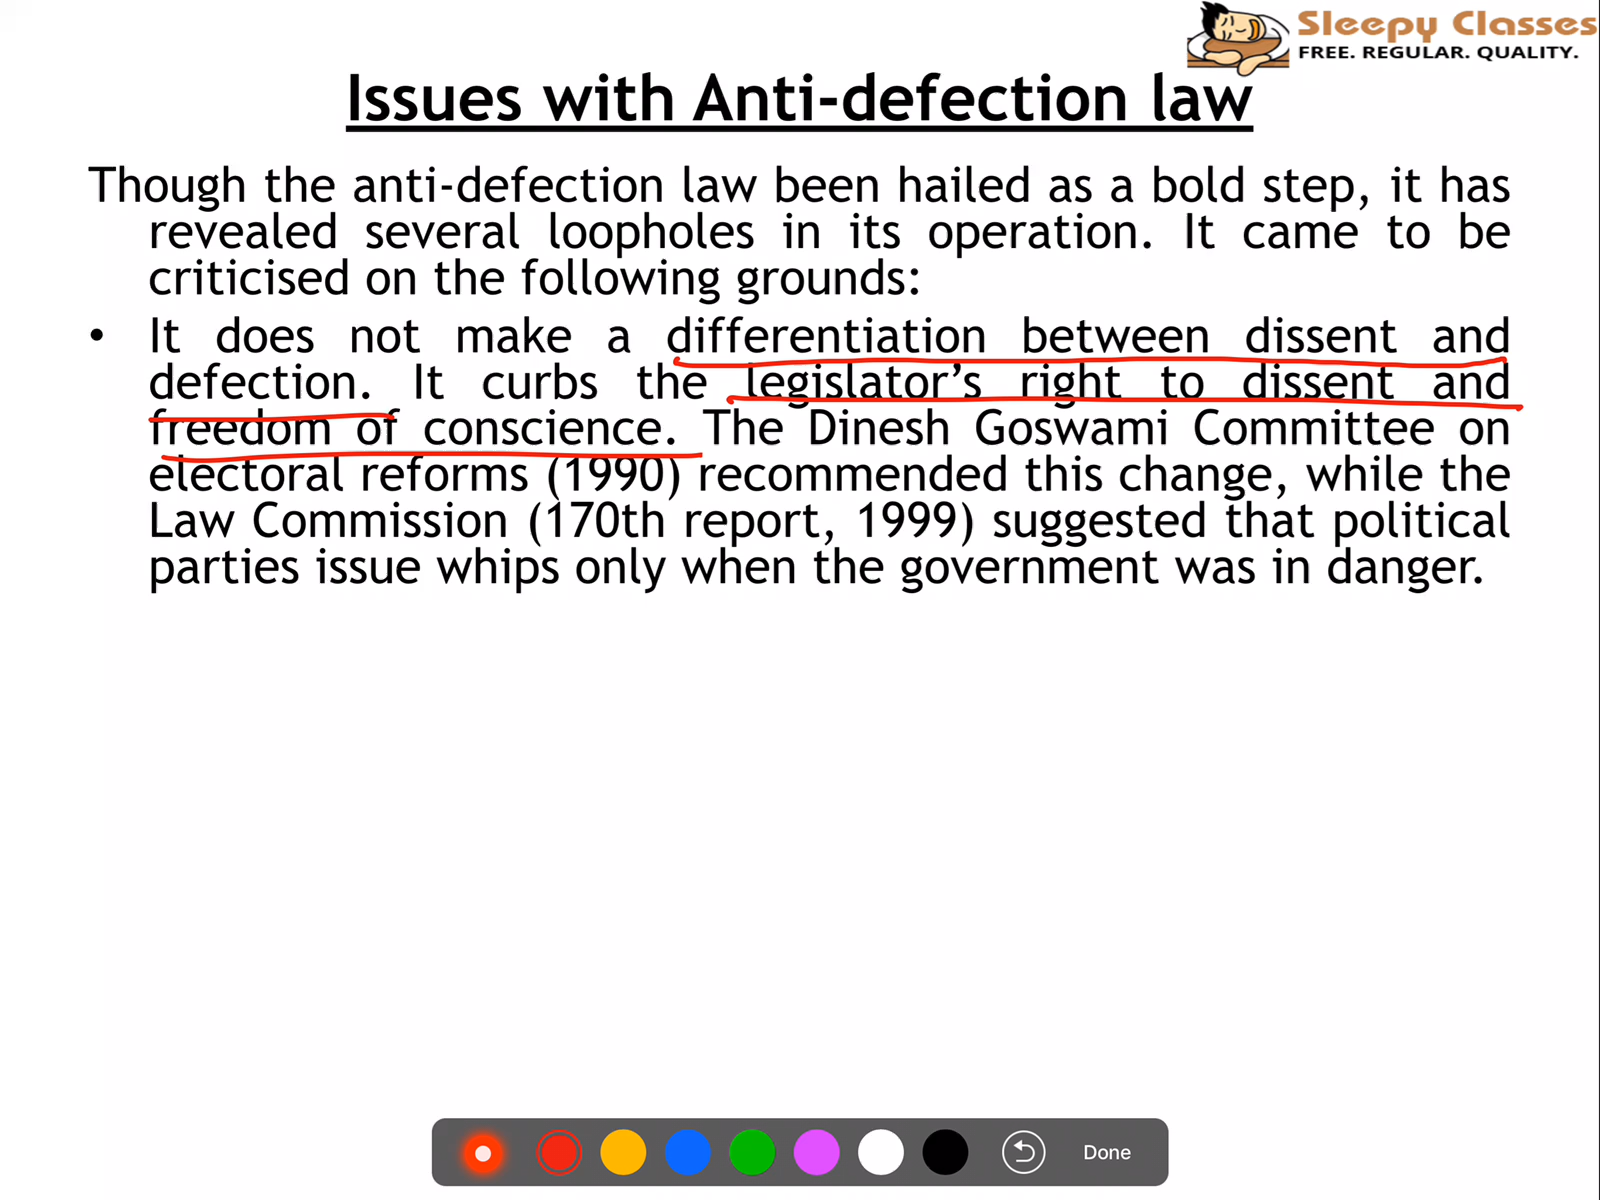 Sleepy Classes
FREE. REGULAR. QUALITY.
Issues with Anti-defection law
Though the anti-defection law been hailed as a bold step, it has
revealed several loopholes in its operation. It came to be
criticised on the following grounds:
• It does not make a differentiation between dissent and
defection. It curbs the legislator’s right to dissent and
freedom of conscience. The Dinesh Goswami Committee on
electoral reforms (1990) recommended this change, while the
Law Commission (170th report, 1999) suggested that political
parties issue whips only when the government was in danger.
Done